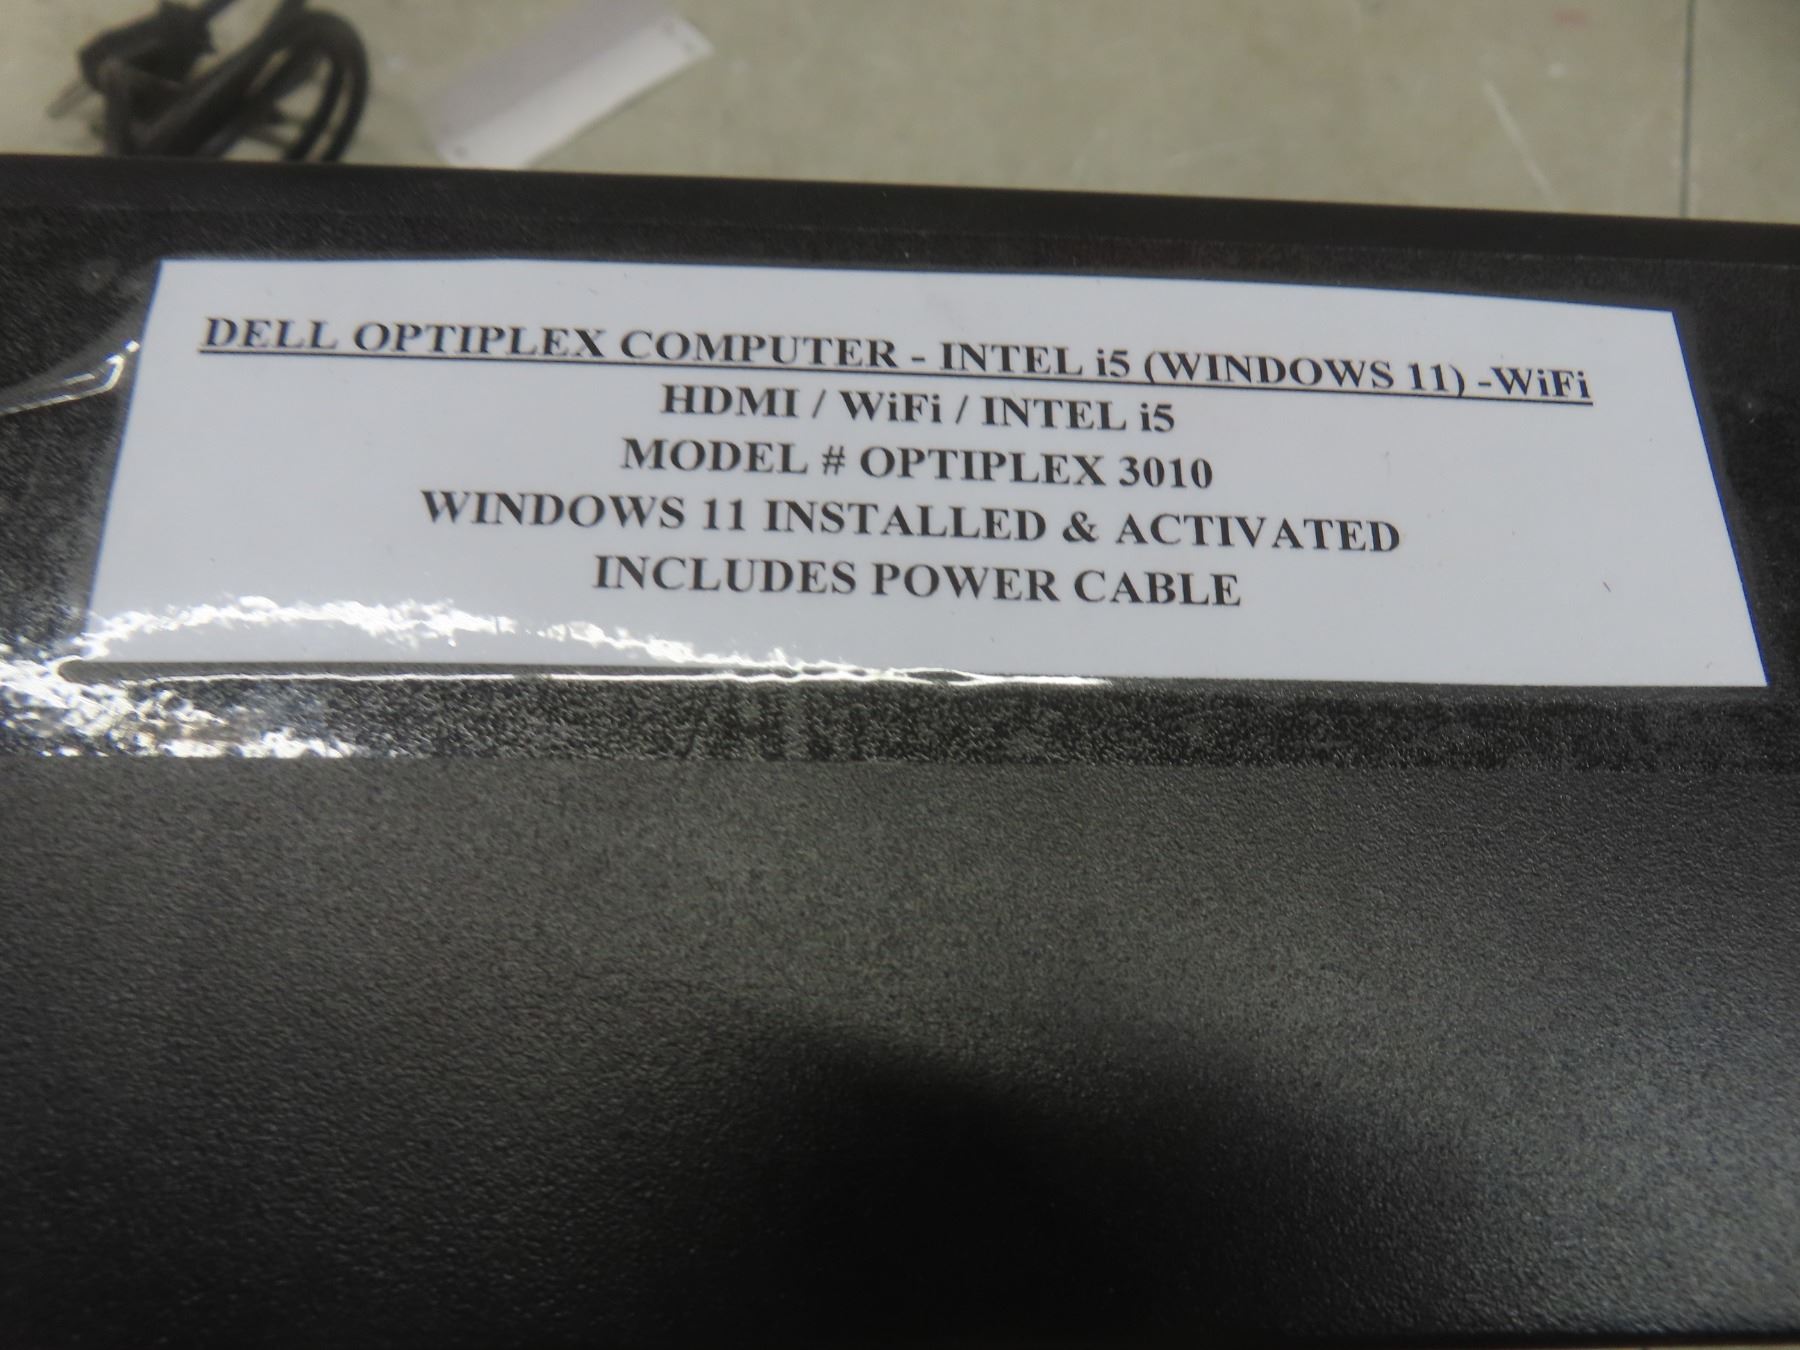 DELL OPTIPLEX COMPUTER - INTEL i5 (WINDOWS 11) -WiFi
HDMI / WiFi / INTEL i5
MODEL # OPTIPLEX 3010
WINDOWS 11 INSTALLED & ACTIVATED
INCLUDES POWER CABLE